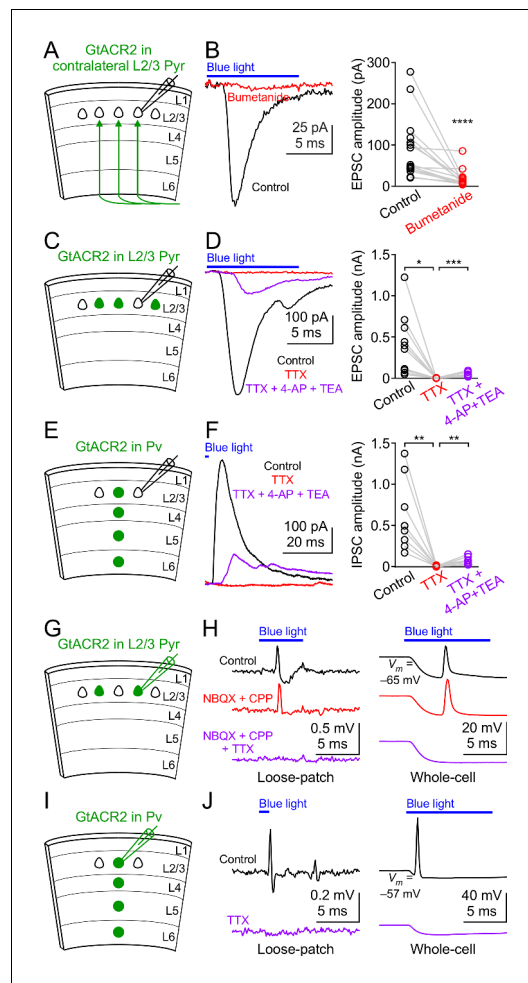 A
GtACR2 in
contralateral L2/3 Pyr
L1
L2/3
L4
L5
L6
B
Blue light
Bumetanide
25 pA
5 ms
Control
EPSC amplitude (pA)
300
200
100
0
****
Control
Bumetanide
C
GtACR2 in L2/3 Pyr
L1
L2/3
L4
L5
L6
D
Blue light
100 pA
5 ms
Control
TTX
TTX + 4-AP + TEA
EPSC amplitude (nA)
1.5
1.0
0.5
0
* ***
Control
TTX
TTX +
4-AP+TEA
E
GtACR2 in Pv
L1
L2/3
L4
L5
L6
F
Blue light
Control
TTX
TTX + 4-AP + TEA
100 pA
20 ms
IPSC amplitude (nA)
1.5
1.0
0.5
0
** **
Control
TTX
TTX +
4-AP+TEA
G
GtACR2 in L2/3 Pyr
L1
L2/3
L4
L5
L6
H
Blue light
Control
NBQX + CPP
0.5 mV
5 ms
NBQX + CPP
+ TTX
Loose-patch
Blue light
Vm =
–65 mV
20 mV
5 ms
Whole-cell
I
GtACR2 in Pv
L1
L2/3
L4
L5
L6
J
Blue light
Control
0.2 mV
5 ms
TTX
Loose-patch
Blue light
Vm =
–57 mV
40 mV
5 ms
Whole-cell